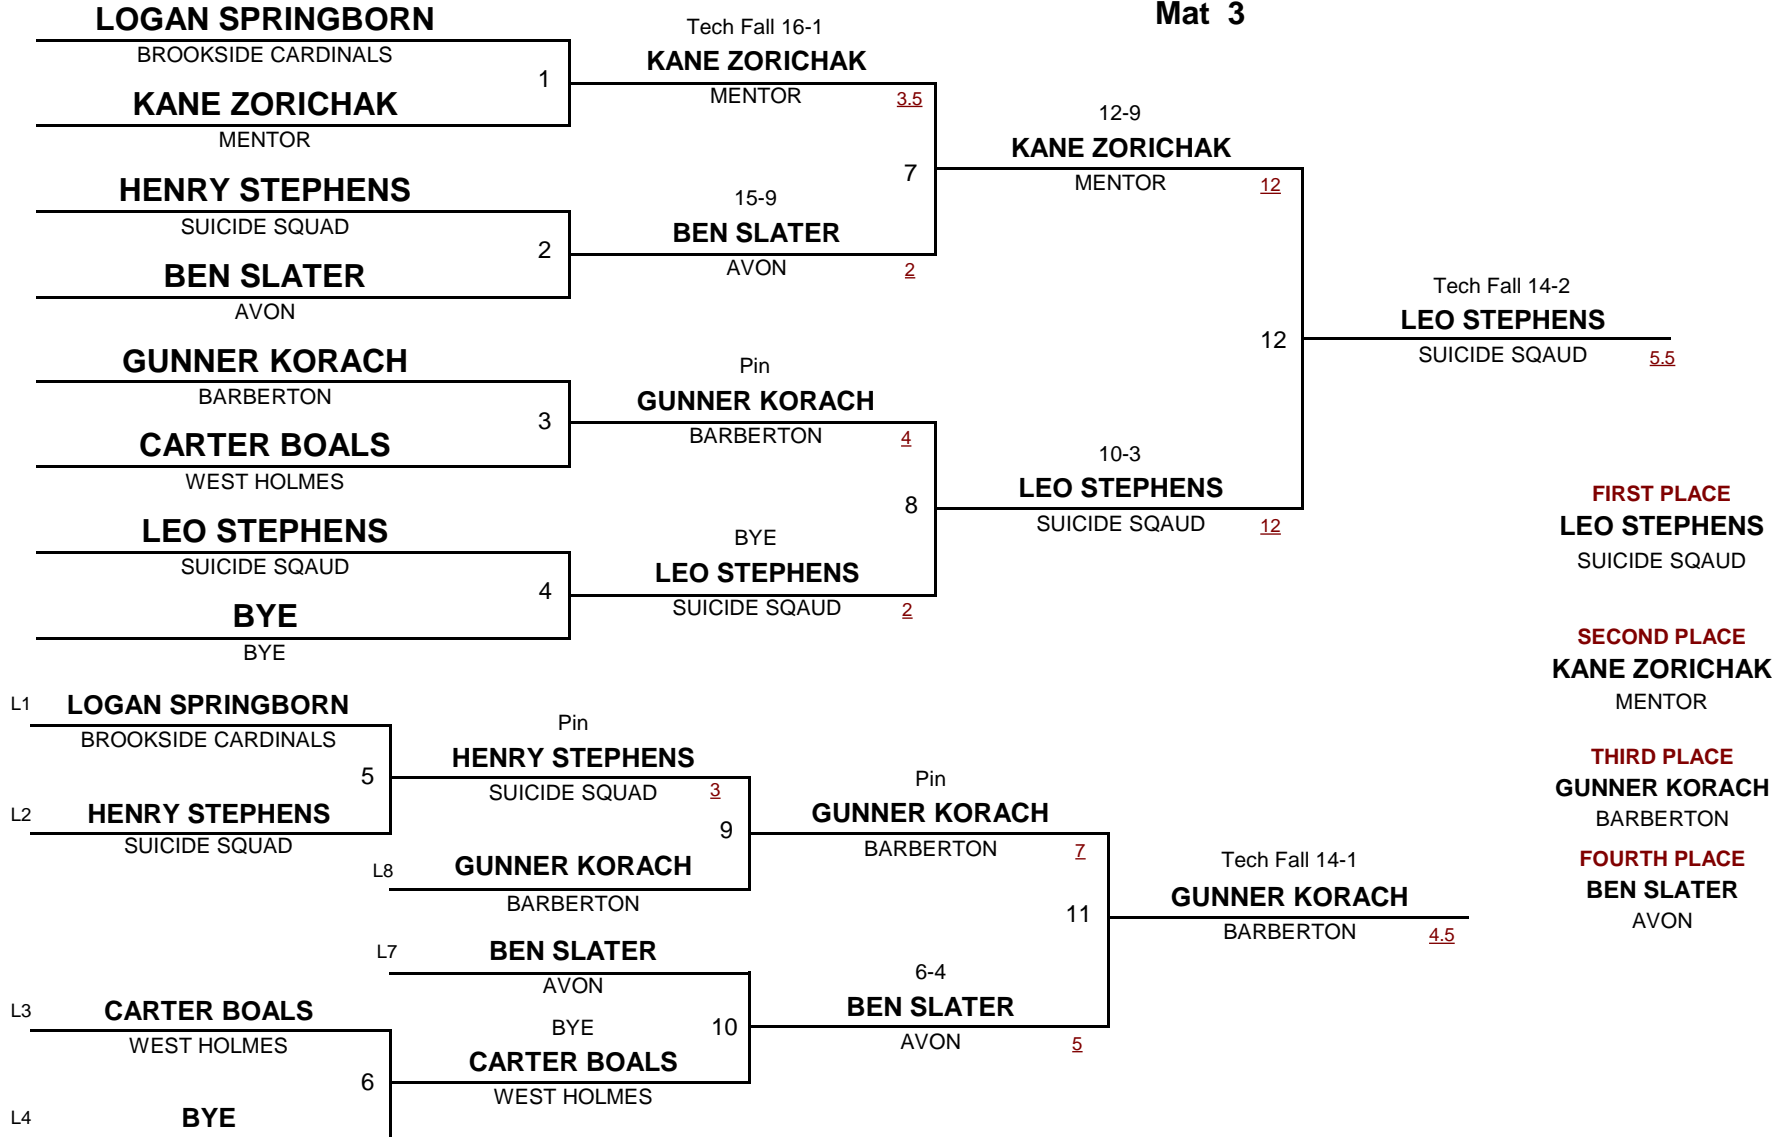 Mat 3
LOGAN SPRINGBORN
BROOKSIDE CARDINALS
1
KANE ZORICHAK
MENTOR
HENRY STEPHENS
SUICIDE SQUAD
2
BEN SLATER
AVON
GUNNER KORACH
BARBERTON
3
CARTER BOALS
WEST HOLMES
LEO STEPHENS
SUICIDE SQAUD
4
BYE
BYE
Tech Fall 16-1
KANE ZORICHAK
MENTOR 3.5
7
15-9
BEN SLATER
AVON 2
Pin
GUNNER KORACH
BARBERTON 4
8
BYE
LEO STEPHENS
SUICIDE SQAUD 2
12-9
KANE ZORICHAK
MENTOR 12
12
10-3
LEO STEPHENS
SUICIDE SQAUD 12
Tech Fall 14-2
LEO STEPHENS
SUICIDE SQAUD 5.5
FIRST PLACE
LEO STEPHENS
SUICIDE SQAUD
SECOND PLACE
KANE ZORICHAK
MENTOR
THIRD PLACE
GUNNER KORACH
BARBERTON
FOURTH PLACE
BEN SLATER
AVON
L1 LOGAN SPRINGBORN
BROOKSIDE CARDINALS
5
L2 HENRY STEPHENS
SUICIDE SQUAD
Pin
HENRY STEPHENS
SUICIDE SQUAD 3
9
L8 GUNNER KORACH
BARBERTON
L7 BEN SLATER
AVON
L3 CARTER BOALS
WEST HOLMES
6
L4 BYE
BYE
10
CARTER BOALS
WEST HOLMES
Pin
GUNNER KORACH
BARBERTON 7
11
6-4
BEN SLATER
AVON 5
Tech Fall 14-1
GUNNER KORACH
BARBERTON 4.5